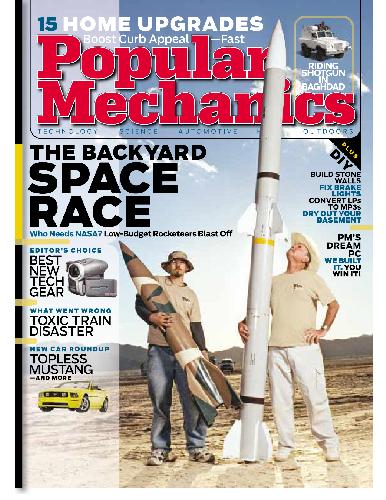 15 HOME UPGRADES
Boost Curb Appeal —Fast
Popular
Mechanics
TECHNOLOGY SCIENCE AUTOMOTIVE H OUTDOORS
RIDING
SHOTGUN
IN
BAGHDAD
THE BACKYARD
SPACE
RACE
Who Needs NASA? Low-Budget Rocketeers Blast Off
EDITOR'S CHOICE
BEST
NEW
TECH
GEAR
WHAT WENT WRONG
TOXIC TRAIN
DISASTER
NEW CAR ROUNDUP
TOPLESS
MUSTANG
—AND MORE
PLUS
DIY
BUILD STONE
WALLS
FIX BRAKE
LIGHTS
CONVERT LPs
TO MP3s
DRY OUT YOUR
BASEMENT
PM'S
DREAM
PC
WE BUILT
IT. YOU
WIN IT!